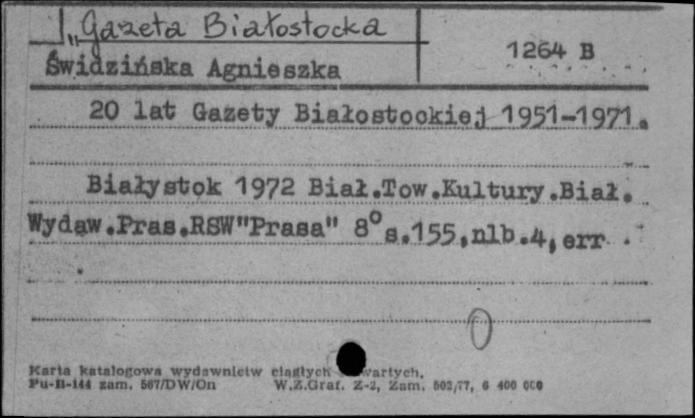 „Gazeta Białostocka
1264 B
Świdzińska Agnieszka
20 lat Gazety Białostockiej 1951-1971.
Białystok 1972 Biał.Tow.Kultury.Biał.
Wydaw.Pras.RSW"Prasa" 8° s.155,nlb.4,err.
Karta katalogowa wydawnictw ciągłych wartych.
Pu-B-144 zam. 567/DW/On W.Z.Graf. Z-2, Zam. 502/77, 6 400 000